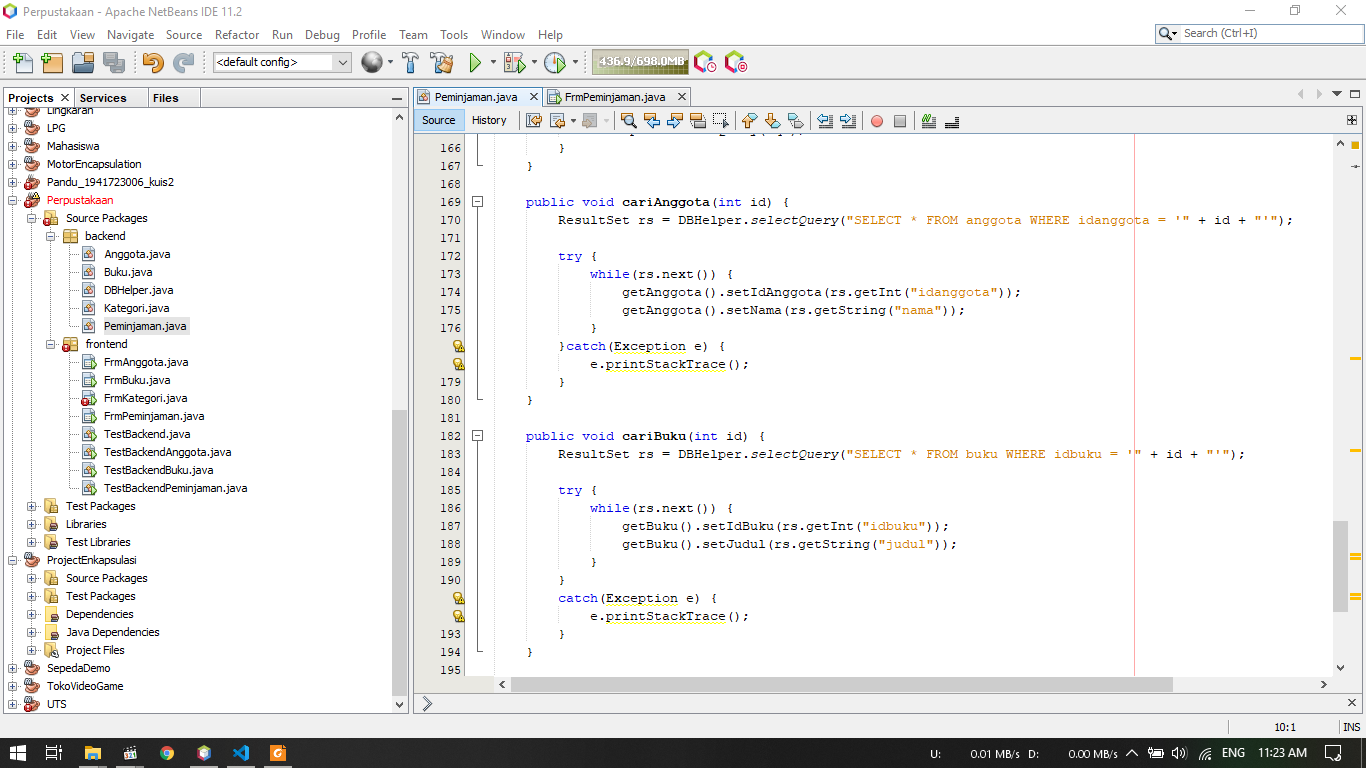 Perpustakaan - Apache NetBeans IDE 11.2
File Edit View Navigate Source Refactor Run Debug Profile Team Tools Window Help
Search (Ctrl+I)
<default config>
436.9/698.0MB
Projects Services Files
Lingkaran
LPG
Mahasiswa
MotorEncapsulation
Pandu_1941723006_kuis2
Perpustakaan
Source Packages
backend
Anggota.java
Buku.java
DBHelper.java
Kategori.java
Peminjaman.java
frontend
FrmAnggota.java
FrmBuku.java
FrmKategori.java
FrmPeminjaman.java
TestBackend.java
TestBackendAnggota.java
TestBackendBuku.java
TestBackendPeminjaman.java
Test Packages
Libraries
Test Libraries
ProjectEnkapsulasi
Source Packages
Test Packages
Dependencies
Java Dependencies
Project Files
SepedaDemo
TokoVideoGame
UTS
Peminjaman.java FrmPeminjaman.java
Source History
166 }
167 }
168
169 public void cariAnggota(int id) {
170 ResultSet rs = DBHelper.selectQuery("SELECT * FROM anggota WHERE idanggota = '" + id + "'");
171
172 try {
173 while(rs.next()) {
174 getAnggota().setIdAnggota(rs.getInt("idanggota"));
175 getAnggota().setNama(rs.getString("nama"));
176 }
}catch(Exception e) {
e.printStackTrace();
179 }
180 }
181
182 public void cariBuku(int id) {
183 ResultSet rs = DBHelper.selectQuery("SELECT * FROM buku WHERE idbuku = '" + id + "'");
184
185 try {
186 while(rs.next()) {
187 getBuku().setIdBuku(rs.getInt("idbuku"));
188 getBuku().setJudul(rs.getString("judul"));
189 }
190 }
catch(Exception e) {
e.printStackTrace();
193 }
194 }
195
10:1 INS
U: 0.01 MB/s D: 0.00 MB/s ENG 11:23 AM